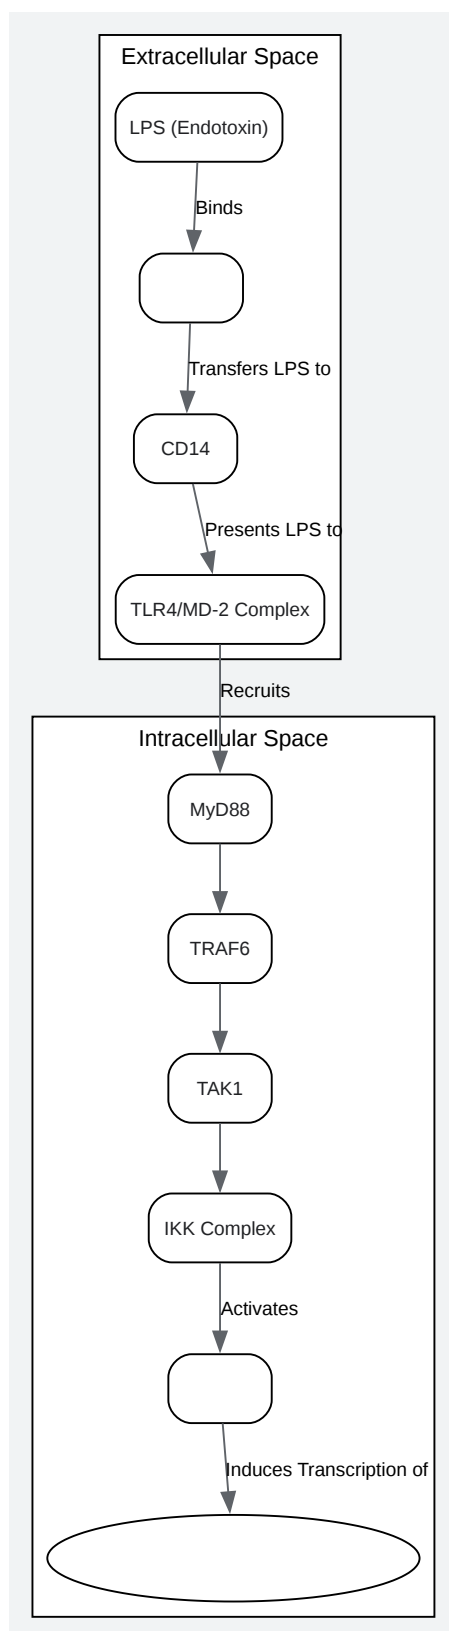 Extracellular Space
LPS (Endotoxin)
Binds
Transfers LPS to
CD14
Presents LPS to
TLR4/MD-2 Complex
Recruits
Intracellular Space
MyD88
TRAF6
TAK1
IKK Complex
Activates
Induces Transcription of